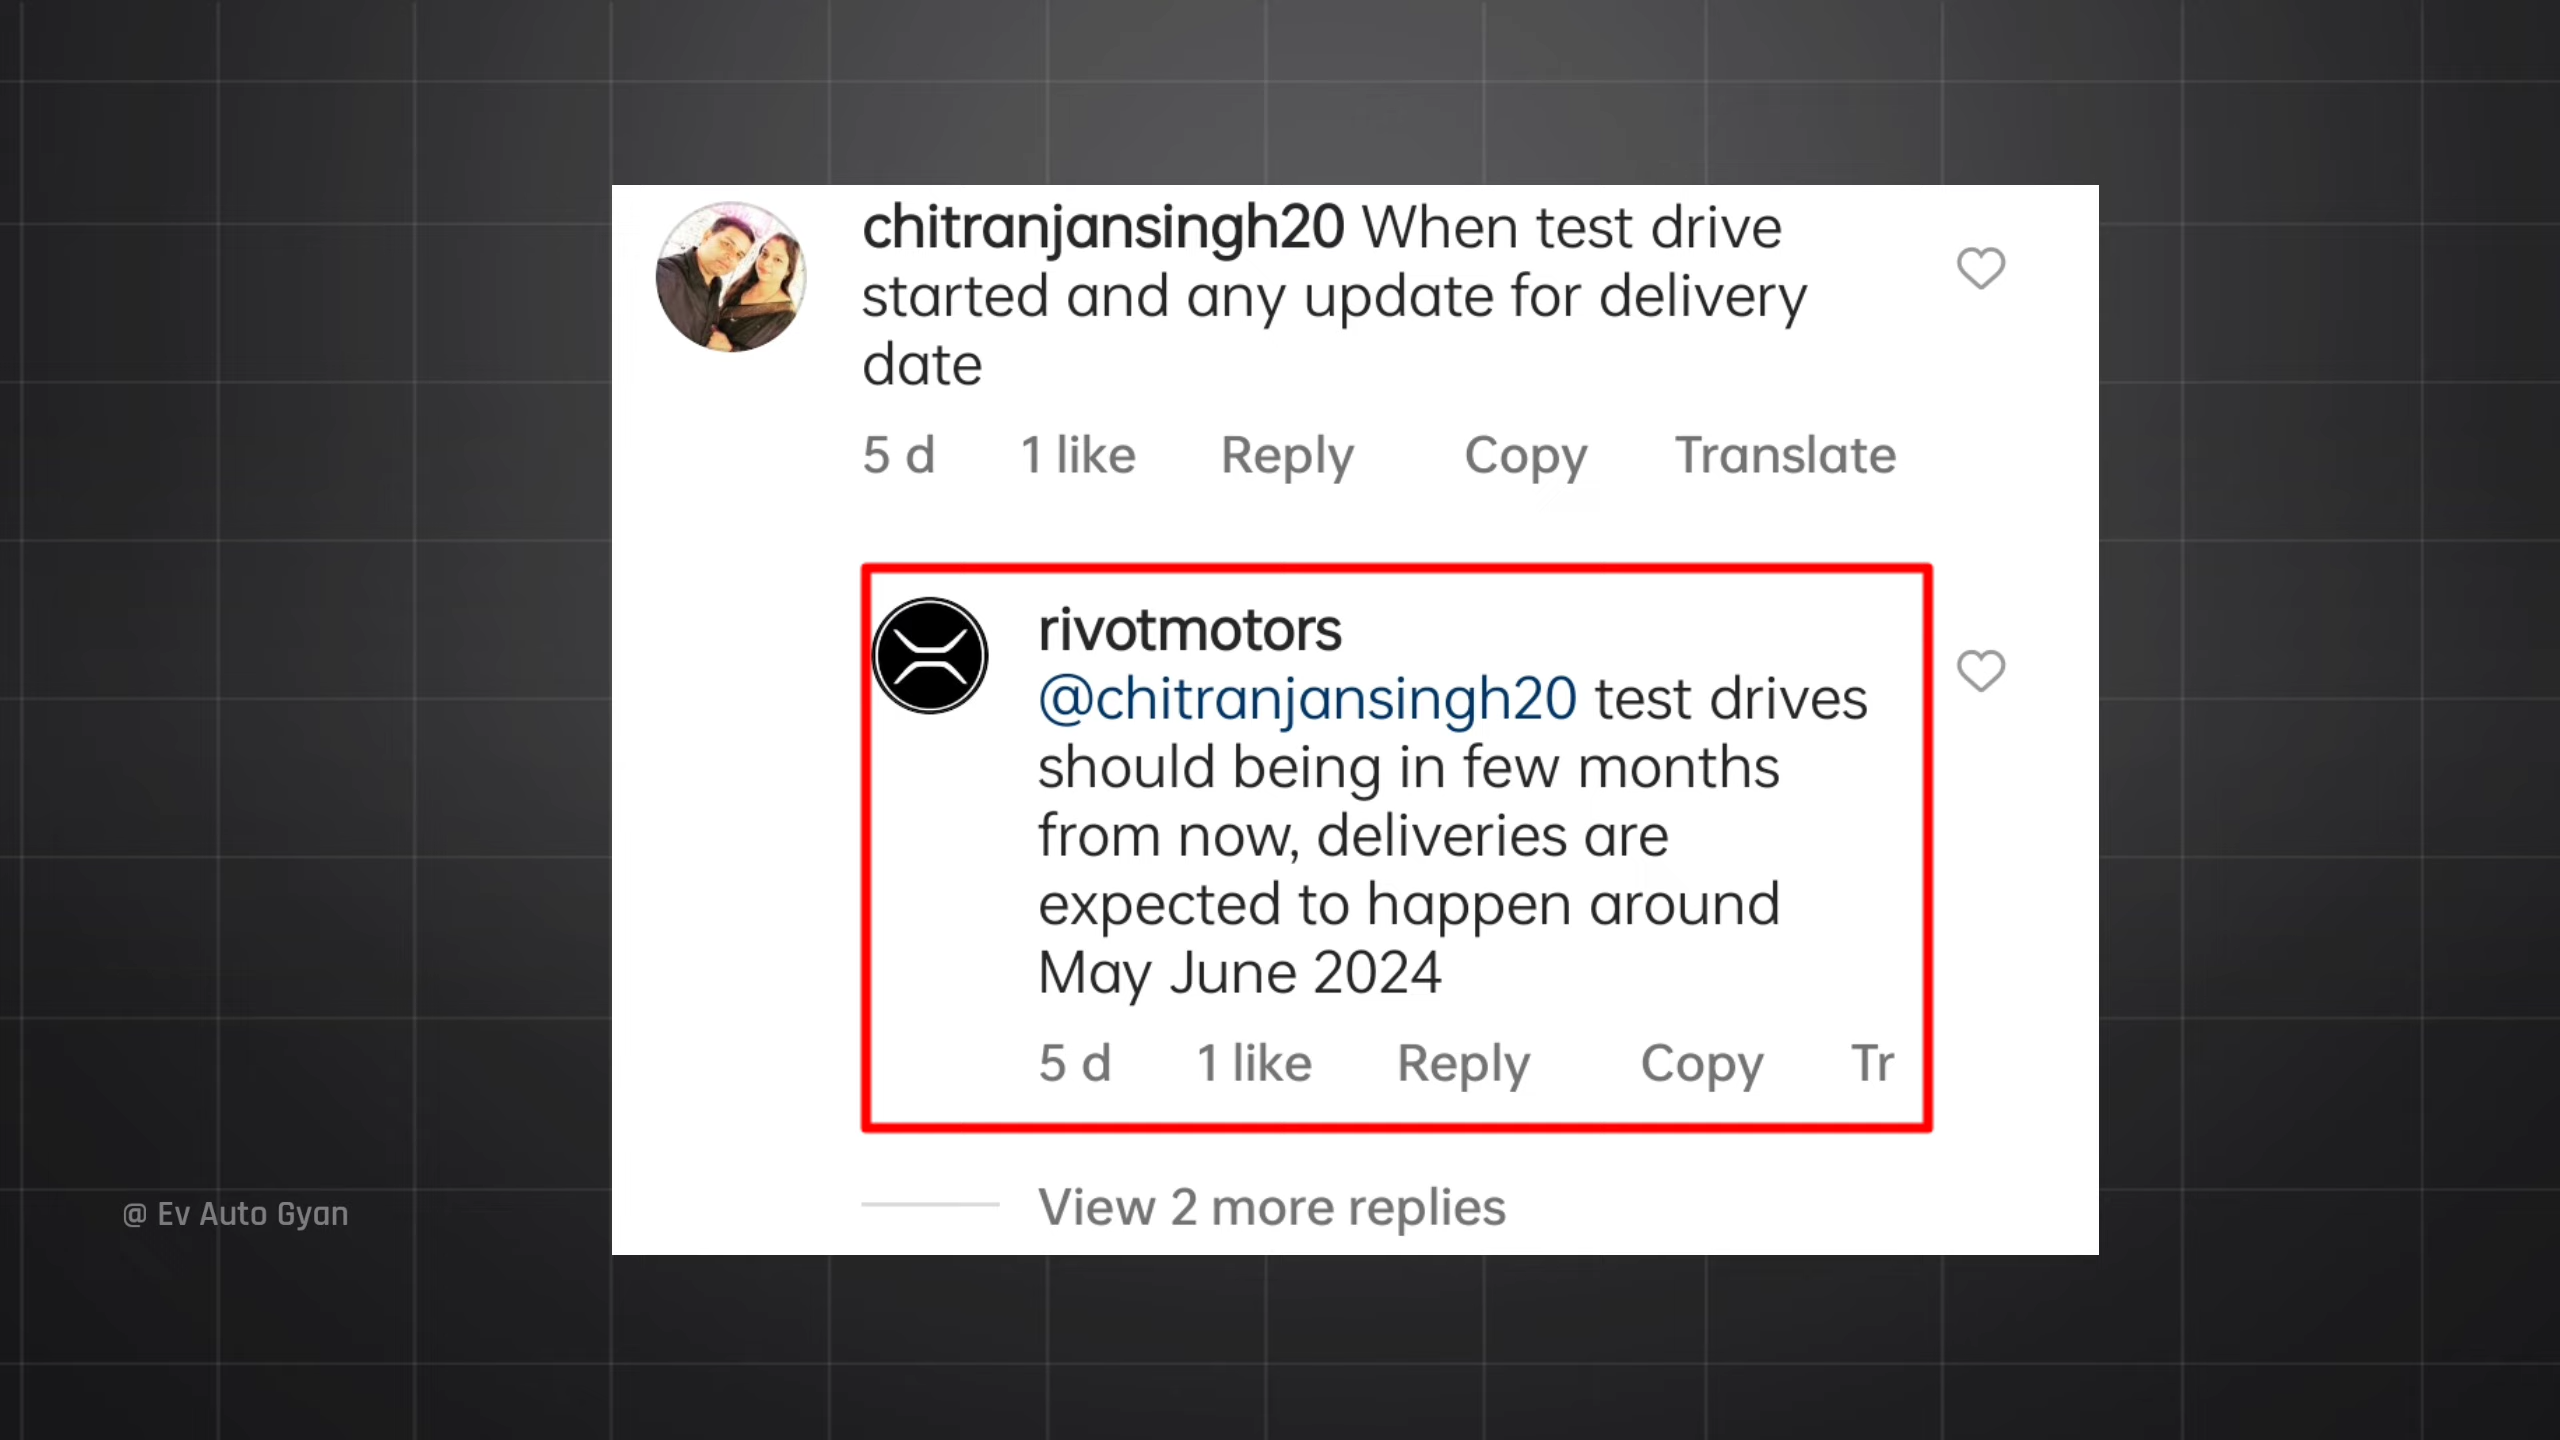 chitranjansingh20 When test drive
started and any update for delivery
date
5 d 1 like Reply Copy Translate
rivotmotors
@chitranjansingh20 test drives
should being in few months
from now, deliveries are
expected to happen around
May June 2024
5 d 1 like Reply Copy Tr
View 2 more replies
@ Ev Auto Gyan